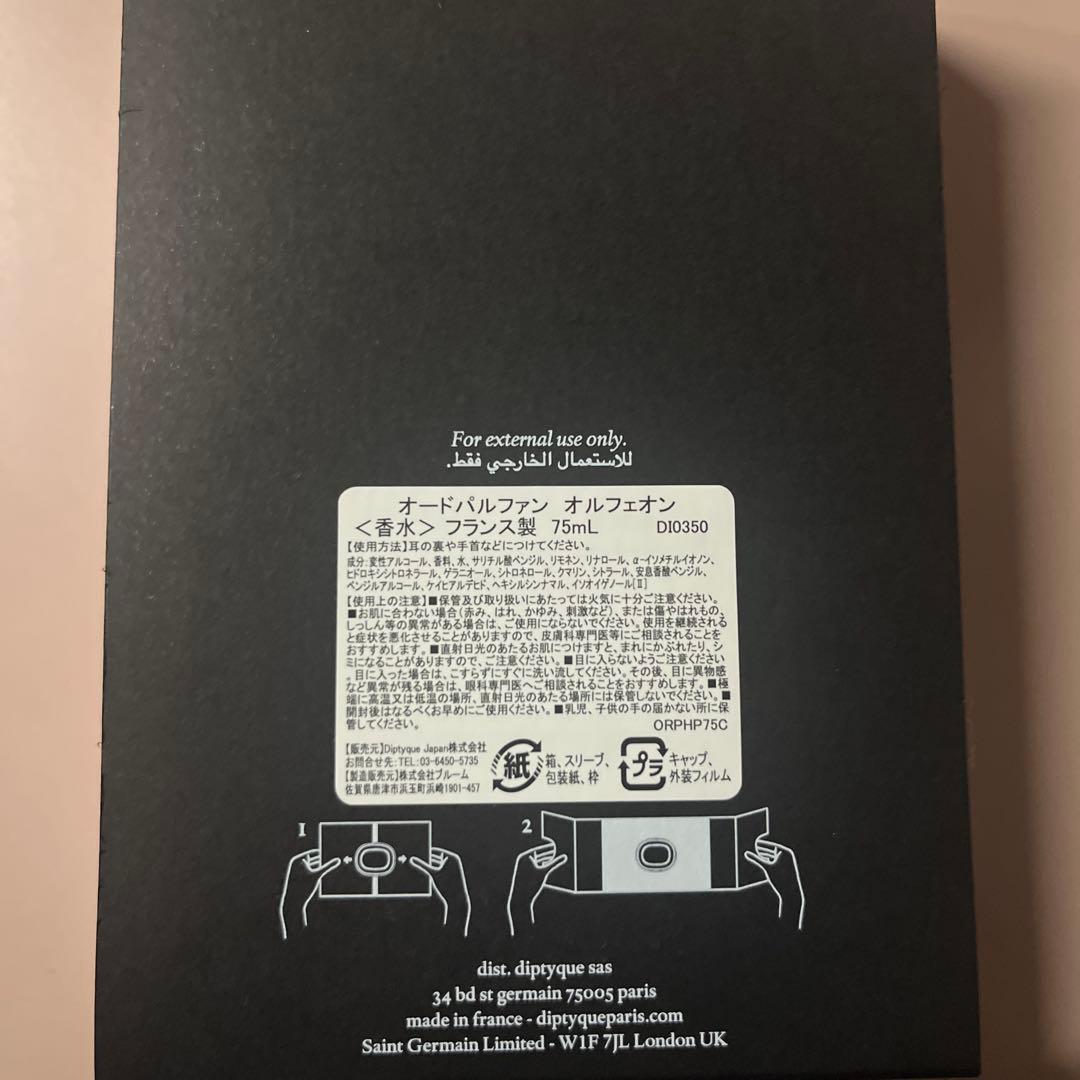 For external use only.
للاستعمال الخارجي فقط.
オードパルファン オルフェオン
＜香水＞ フランス製 75mL DI0350
【使用方法】耳の裏や手首などにつけてください。
成分:変性アルコール、香料、水、サリチル酸ベンジル、リモネン、リナロール、α-イソメチルイオノン、
ヒドロキシシトロネラール、ゲラニオール、シトロネロール、クマリン、シトラール、安息香酸ベンジル、
ベンジルアルコール、ケイヒアルデヒド、ヘキシルシンナマル、イソオイゲノール[Ⅱ]
【使用上の注意】■保管及び取り扱いにあたっては火気に十分ご注意ください。
■お肌に合わない場合(赤み、はれ、かゆみ、刺激など)、または傷やはれもの、
しっしん等の異常がある場合は、ご使用にならないでください。使用を継続される
と症状を悪化させることがありますので、皮膚科専門医等にご相談されることを
おすすめします。■直射日光のあたるお肌につけますと、まれにかぶれたり、シ
ミになることがありますので、ご注意ください。■目に入らないようご注意ください
。目に入った場合は、こすらずにすぐに洗い流してください。その後、目に異物感
など異常が残る場合は、眼科専門医へご相談されることをおすすめします。■極
端に高温又は低温の場所、直射日光のあたる場所には保管しないでください。■
開封後はなるべくお早めにご使用ください。■乳児、子供の手の届かない所に保
管してください。 ORPHP75C
【販売元】Diptyque Japan株式会社
お問合せ先:TEL:03-6450-5735
【製造販売元】株式会社ブルーム
佐賀県唐津市浜玉町浜崎1901-457
紙 箱、スリーブ、
包装紙、枠
プラ キャップ、
外装フィルム
1
2
dist. diptyque sas
34 bd st germain 75005 paris
made in france - diptyqueparis.com
Saint Germain Limited - W1F 7JL London UK